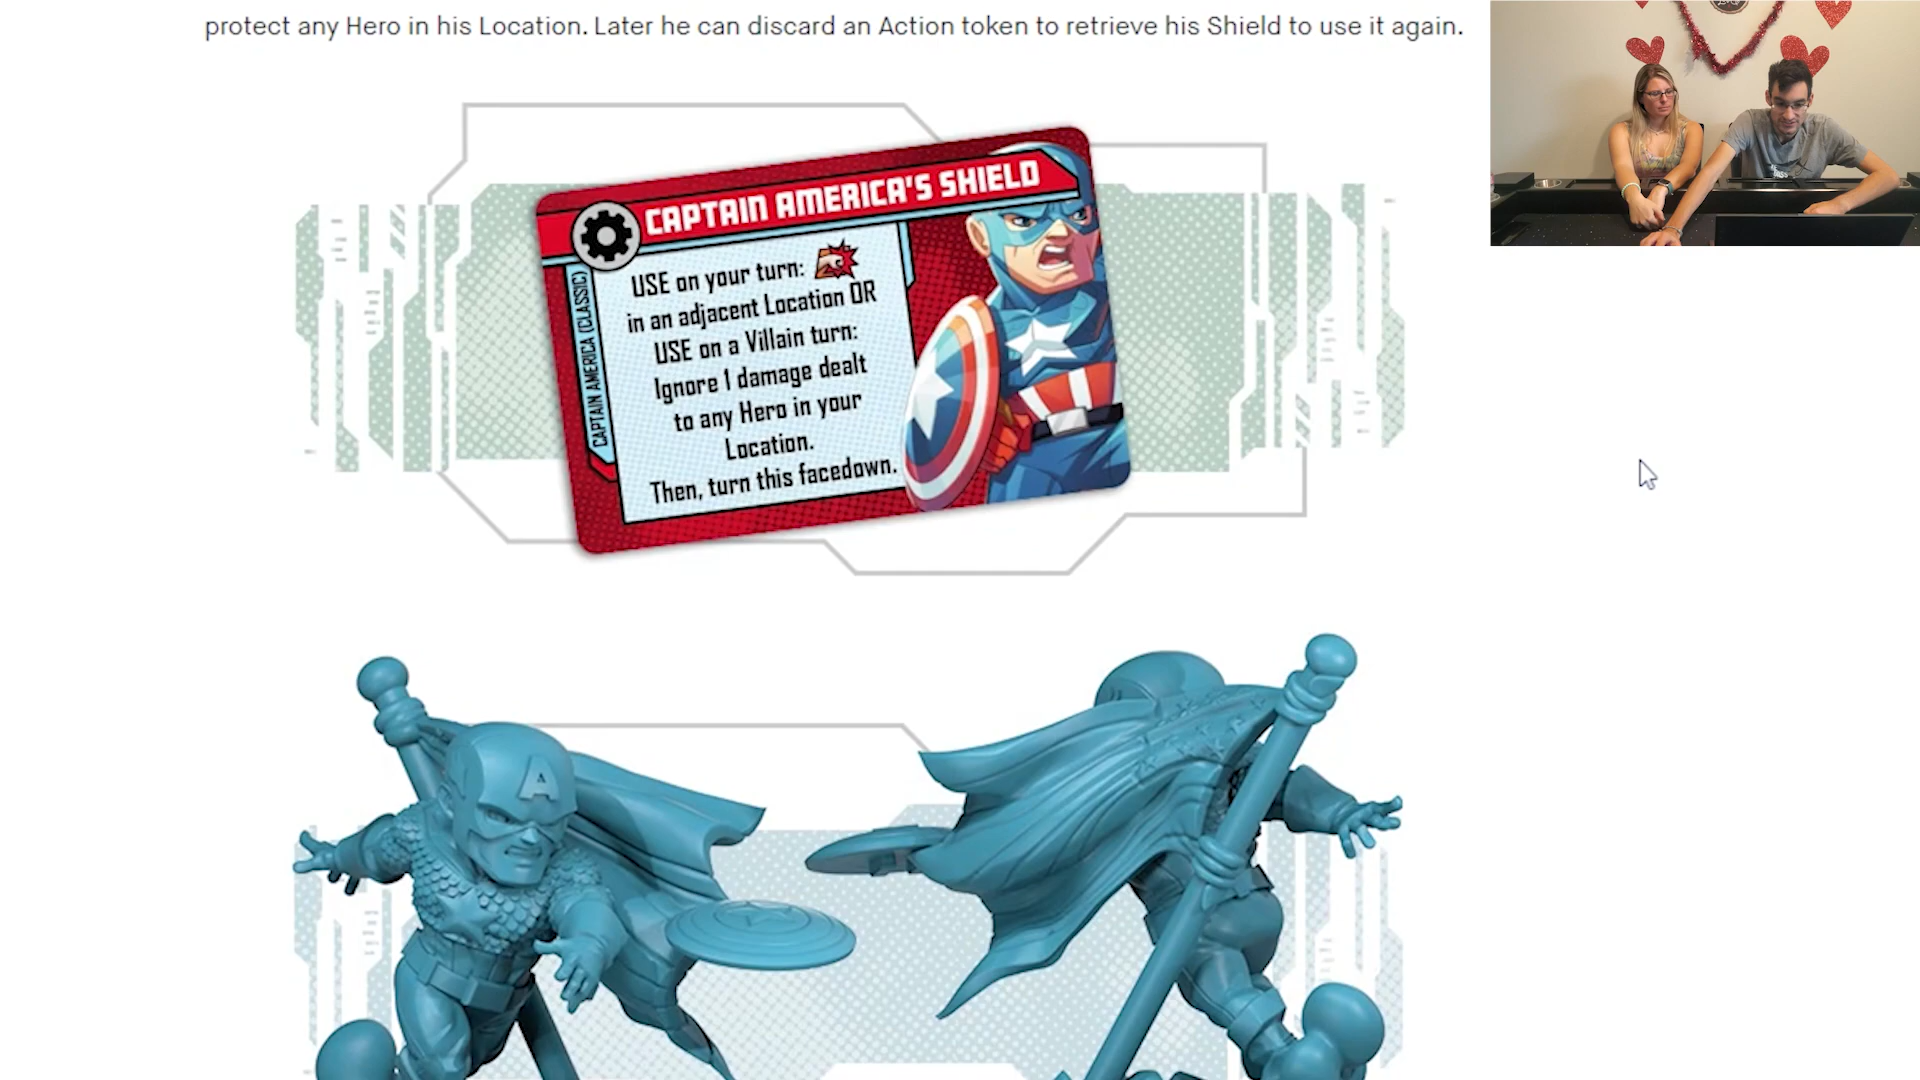 protect any Hero in his Location. Later he can discard an Action token to retrieve his Shield to use it again.
CAPTAIN AMERICA'S SHIELD
CAPTAIN AMERICA (CLASSIC)
USE on your turn:
in an adjacent Location OR
USE on a Villain turn:
Ignore 1 damage dealt
to any Hero in your
Location.
Then, turn this facedown.
A